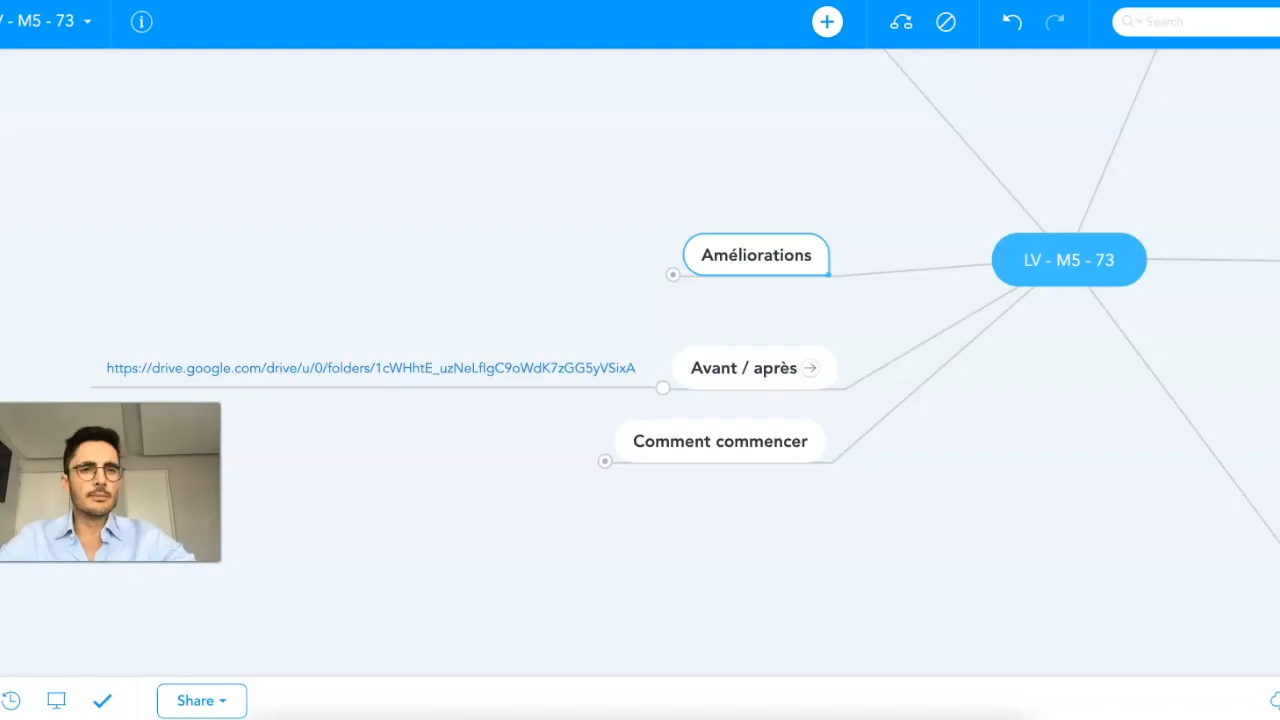 V - M5 - 73
Search
Améliorations
LV - M5 - 73
https://drive.google.com/drive/u/0/folders/1cWHhtE_uzNeLflgC9oWdK7zGG5yVSixA
Avant / après
Comment commencer
Share